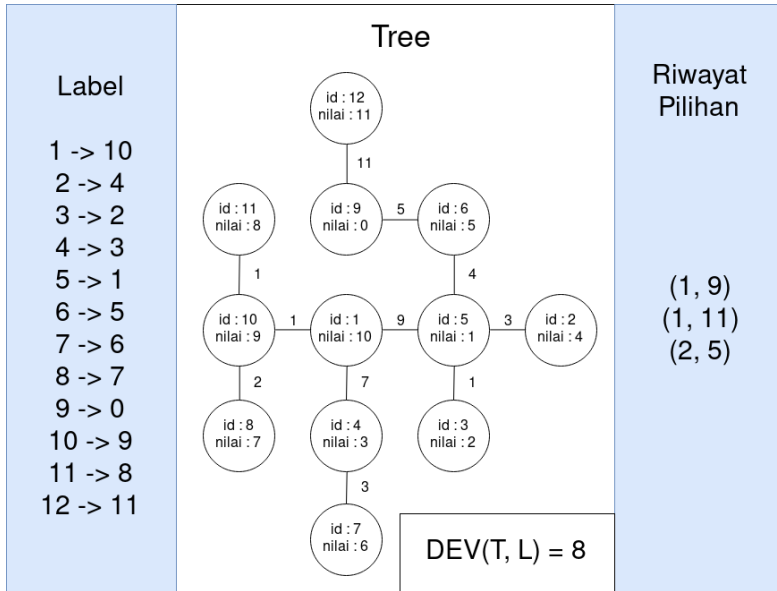 Label
1 -> 10
2 -> 4
3 -> 2
4 -> 3
5 -> 1
6 -> 5
7 -> 6
8 -> 7
9 -> 0
10 -> 9
11 -> 8
12 -> 11
Tree
id : 12
nilai : 11
11
id : 11
nilai : 8
id : 9
nilai : 0
5
id : 6
nilai : 5
1
4
id : 10
nilai : 9
1
id : 1
nilai : 10
9
id : 5
nilai : 1
3
id : 2
nilai : 4
2
7
1
id : 8
nilai : 7
id : 4
nilai : 3
id : 3
nilai : 2
3
id : 7
nilai : 6
DEV(T, L) = 8
Riwayat
Pilihan
(1, 9)
(1, 11)
(2, 5)